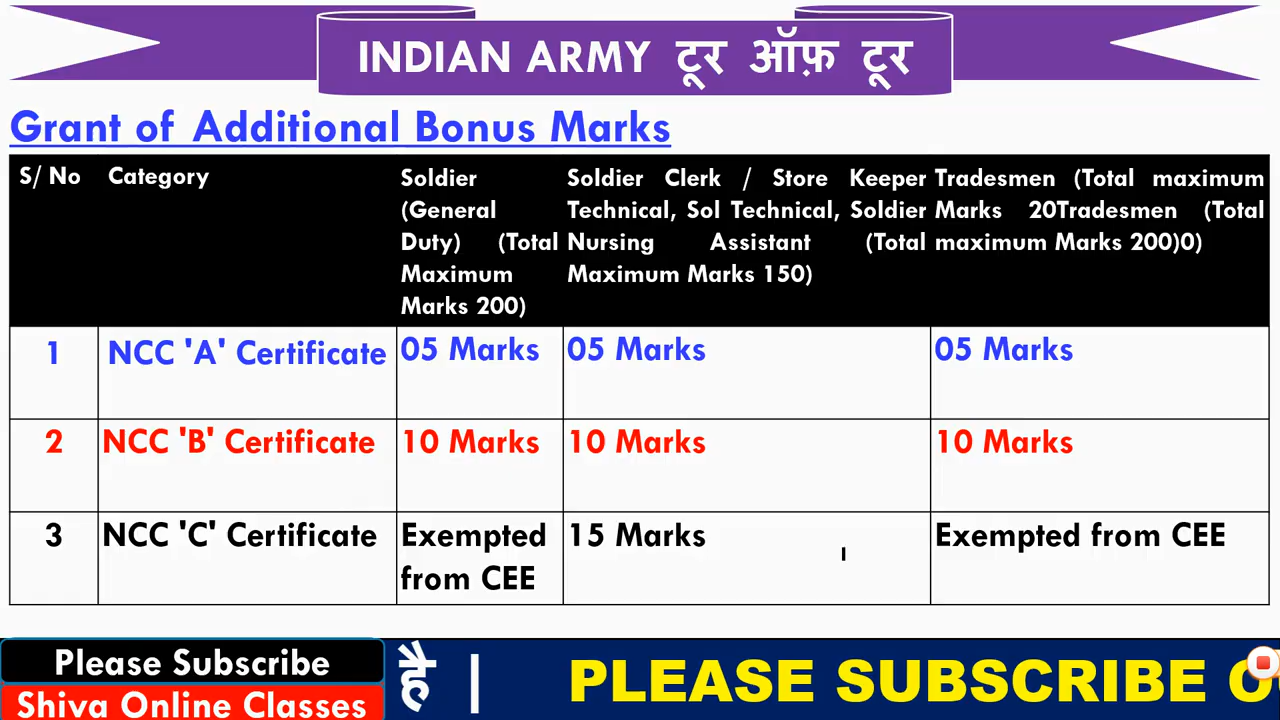 INDIAN ARMY टूर ऑफ़ टूर
Grant of Additional Bonus Marks
S/ No
Category
Soldier
(General
Duty) (Total
Maximum
Marks 200)
Soldier Clerk / Store Keeper
Technical, Sol Technical, Soldier
Nursing Assistant (Total
Maximum Marks 150)
Tradesmen (Total maximum
Marks 20Tradesmen (Total
maximum Marks 200)0)
1 NCC 'A' Certificate 05 Marks 05 Marks 05 Marks
2 NCC 'B' Certificate 10 Marks 10 Marks 10 Marks
3 NCC 'C' Certificate Exempted
from CEE
15 Marks
Exempted from CEE
Please Subscribe
Shiva Online Classes
है | PLEASE SUBSCRIBE O